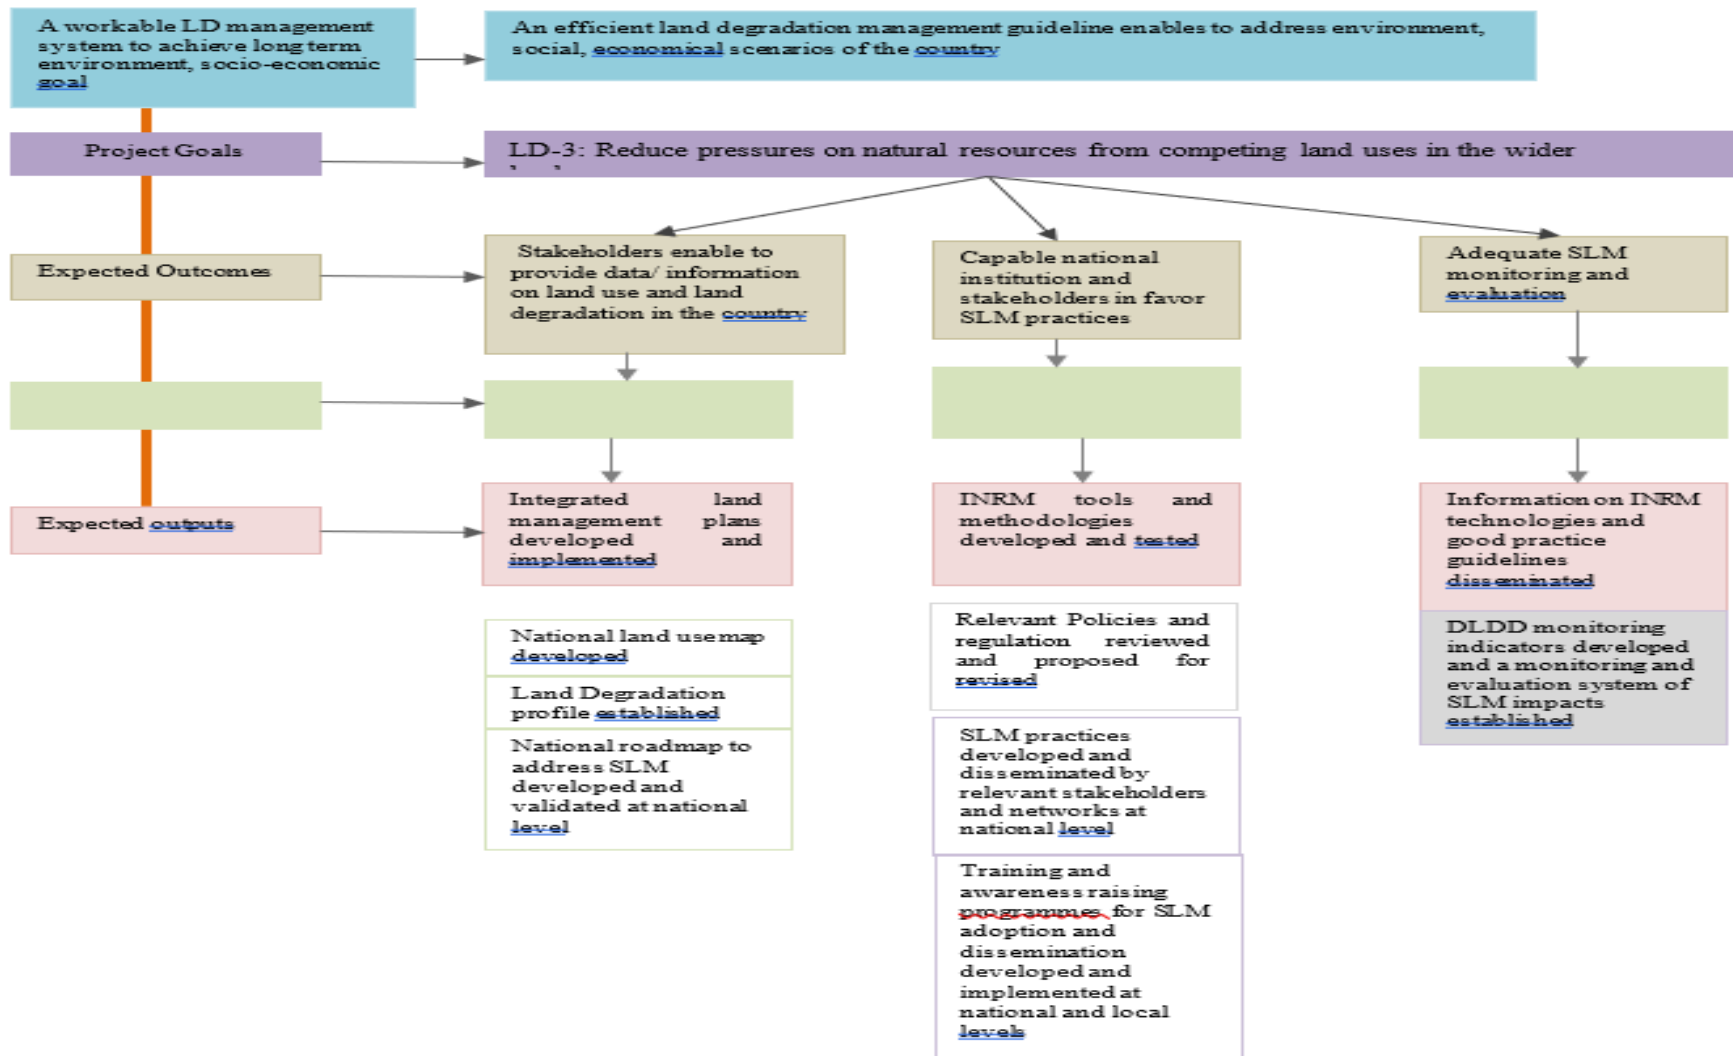 A workable LD management
system to achieve long term
environment, socio-economic
goal
An efficient land degradation management guideline enables to address environment,
social, economical scenarios of the country
Project Goals
LD-3: Reduce pressures on natural resources from competing land uses in the wider
Expected Outcomes
Stakeholders enable to
provide data/ information
on land use and land
degradation in the country
Capable national
institution and
stakeholders in favor
SLM practices
Adequate SLM
monitoring and
evaluation
Expected outputs
Integrated land
management plans
developed and
implemented
INRM tools and
methodologies
developed and tested
Information on INRM
technologies and
good practice
guidelines
disseminated
National land use map
developed
Land Degradation
profile established
National roadmap to
address SLM
developed and
validated at national
level
Relevant Policies and
regulation reviewed
and proposed for
revised
SLM practices
developed and
disseminated by
relevant stakeholders
and networks at
national level
Training and
awareness raising
programmes for SLM
adoption and
dissemination
developed and
implemented at
national and local
levels
DLDD monitoring
indicators developed
and a monitoring and
evaluation system of
SLM impacts
established